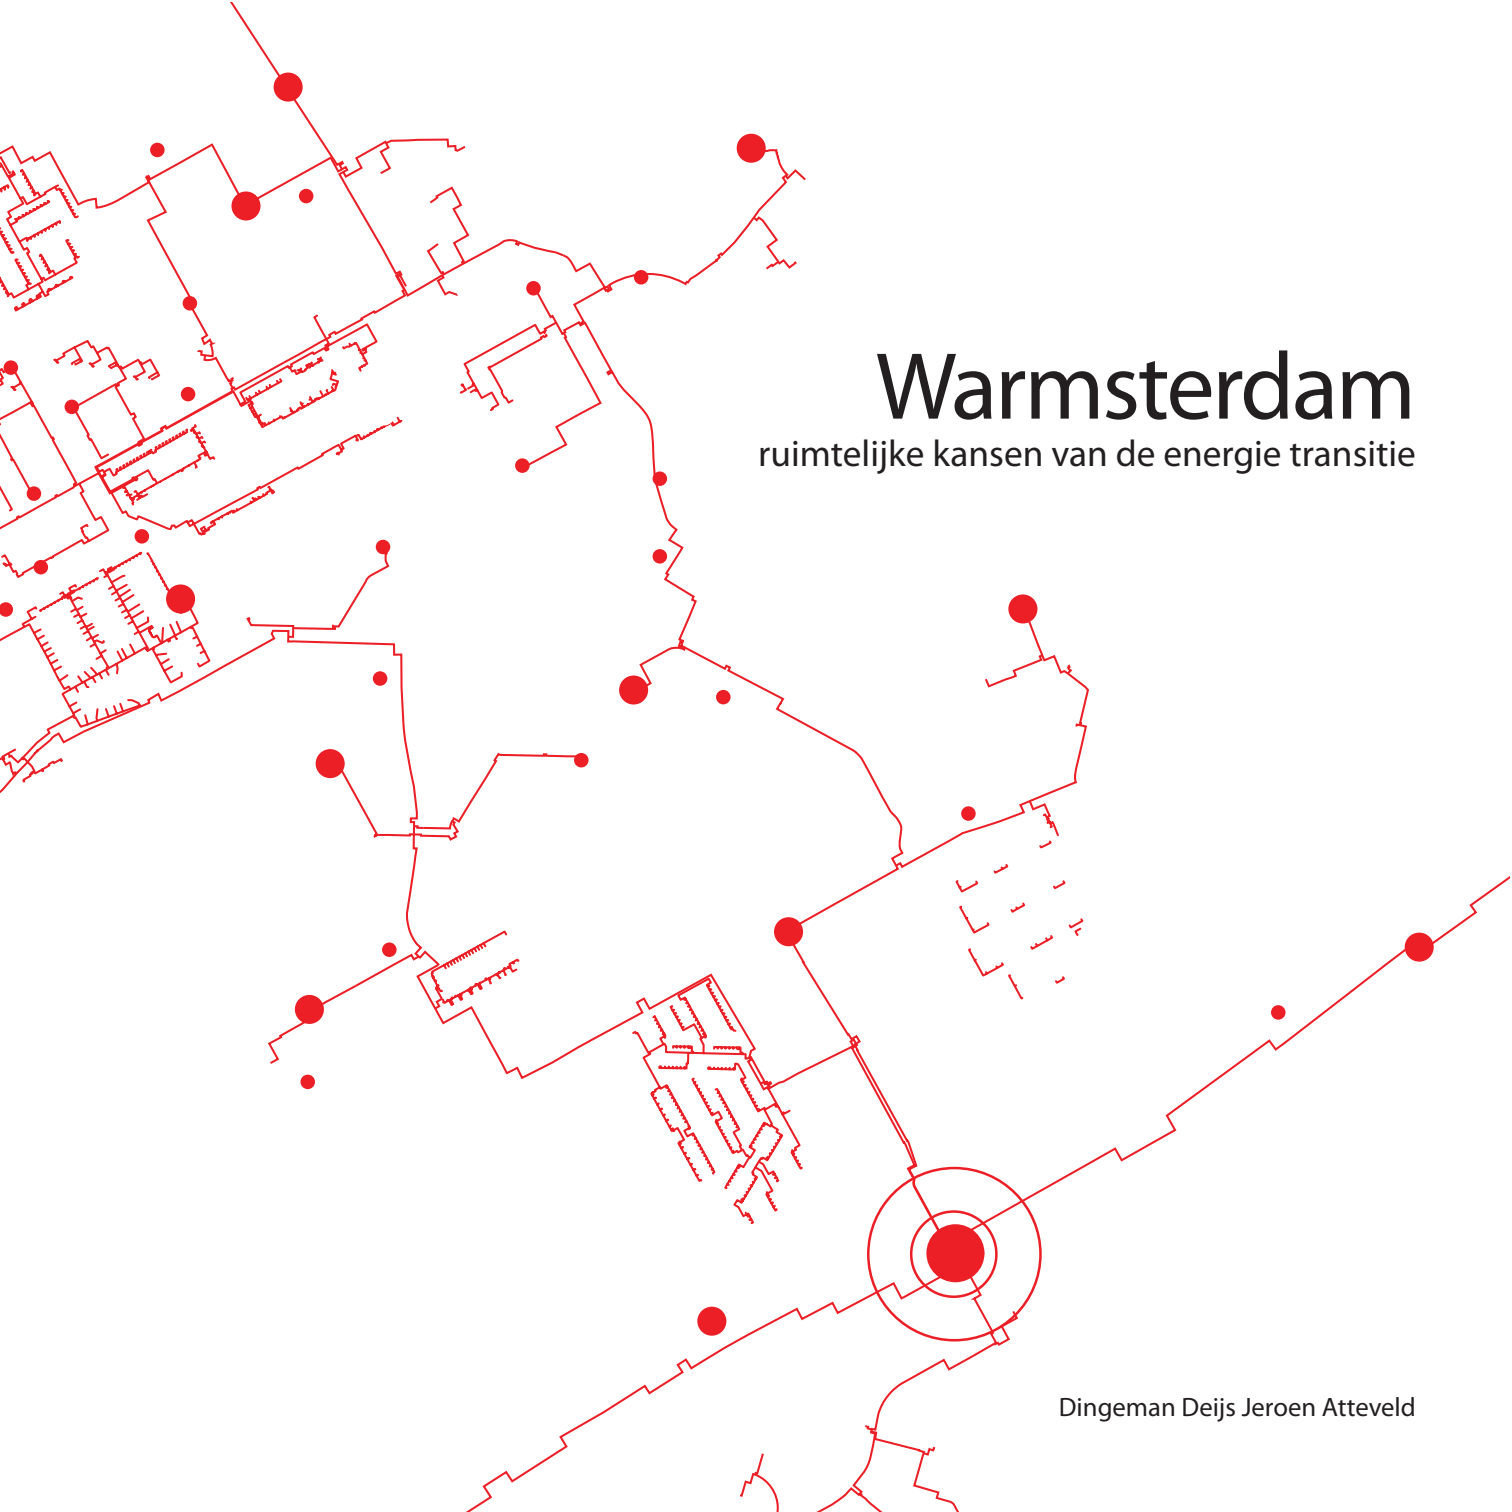 Warmsterdam
ruimtelijke kansen van de energie transitie
Dingeman Deijs Jeroen Atteveld